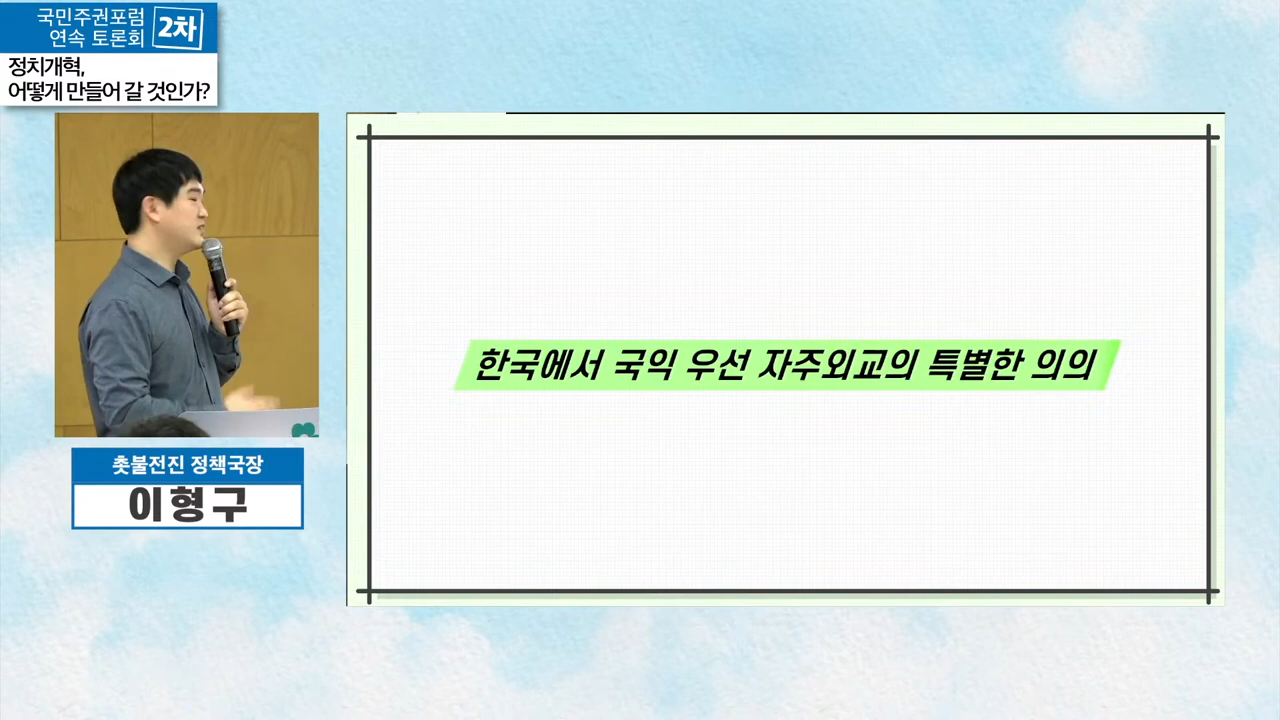 국민주권포럼
연속 토론회
2차
정치개혁,
어떻게 만들어 갈 것인가?
한국에서 국익 우선 자주외교의 특별한 의의
촛불전진 정책국장
이형구